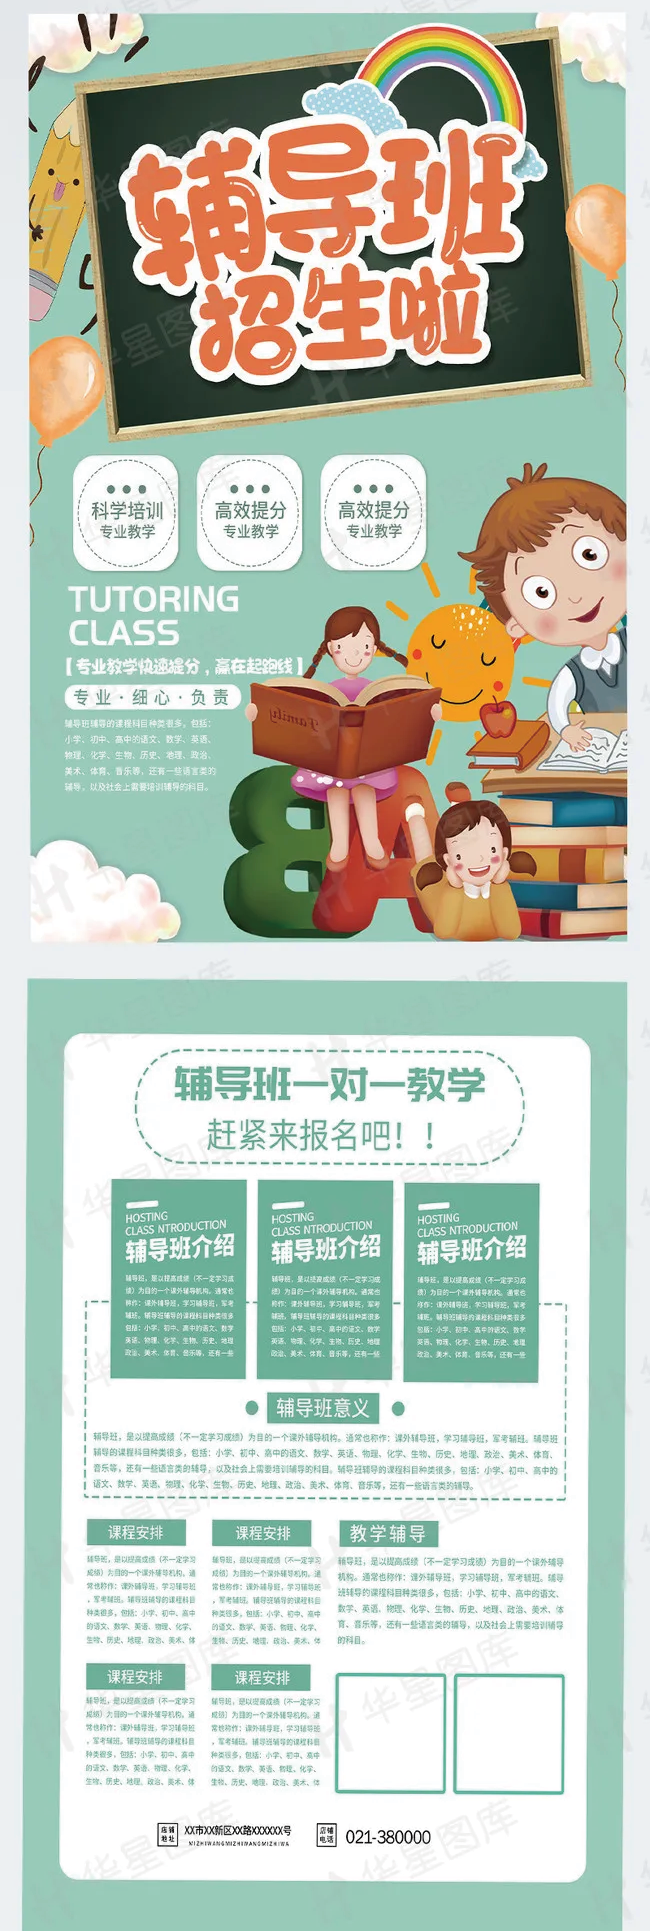 辅导班
招生啦
科学培训
专业教学
高效提分
专业教学
高效提分
专业教学
TUTORING
CLASS
【专业教学快速提分，赢在起跑线】
专业·细心·负责
辅导班辅导的课程科目种类很多，包括：
小学、初中、高中的语文、数学、英语、
物理、化学、生物、历史、地理、政治、
美术、体育、音乐等，还有一些语言类的
辅导，以及社会上需要培训辅导的科目。
Family
辅导班一对一教学
赶紧来报名吧！！
HOSTING
CLASS NTRODUCTION
辅导班介绍
辅导班，是以提高成绩（不一定学习成
绩）为目的一个课外辅导机构。通常也
称作：课外辅导班，学习辅导班，军考
辅班。辅导班辅导的课程科目种类很多
包括：小学、初中、高中的语文、数学
英语、物理、化学、生物、历史、地理
政治、美术、体育、音乐等，还有一些
HOSTING
CLASS NTRODUCTION
辅导班介绍
辅导班，是以提高成绩（不一定学习成
绩）为目的一个课外辅导机构。通常也
称作：课外辅导班，学习辅导班，军考
辅班。辅导班辅导的课程科目种类很多
包括：小学、初中、高中的语文、数学
英语、物理、化学、生物、历史、地理
政治、美术、体育、音乐等，还有一些
HOSTING
CLASS NTRODUCTION
辅导班介绍
辅导班，是以提高成绩（不一定学习成
绩）为目的一个课外辅导机构。通常也
称作：课外辅导班，学习辅导班，军考
辅班。辅导班辅导的课程科目种类很多
包括：小学、初中、高中的语文、数学
英语、物理、化学、生物、历史、地理
政治、美术、体育、音乐等，还有一些
辅导班意义
辅导班，是以提高成绩（不一定学习成绩）为目的一个课外辅导机构。通常也称作：课外辅导班，学习辅导班，军考辅班。辅导班
辅导的课程科目种类很多，包括：小学、初中、高中的语文、数学、英语、物理、化学、生物、历史、地理、政治、美术、体育、
音乐等，还有一些语言类的辅导，以及社会上需要培训辅导的科目。辅导班辅导的课程科目种类很多，包括：小学、初中、高中的
语文、数学、英语、物理、化学、生物、历史、地理、政治、美术、体育、音乐等，还有一些语言类的辅导。
课程安排
辅导班，是以提高成绩（不一定学习
成绩）为目的一个课外辅导机构。通
常也称作：课外辅导班，学习辅导班
，军考辅班。辅导班辅导的课程科目
种类很多，包括：小学、初中、高中
的语文、数学、英语、物理、化学、
生物、历史、地理、政治、美术、体
课程安排
辅导班，是以提高成绩（不一定学习
成绩）为目的一个课外辅导机构。通
常也称作：课外辅导班，学习辅导班
，军考辅班。辅导班辅导的课程科目
种类很多，包括：小学、初中、高中
的语文、数学、英语、物理、化学、
生物、历史、地理、政治、美术、体
教学辅导
辅导班，是以提高成绩（不一定学习成绩）为目的一个课外辅导
机构。通常也称作：课外辅导班，学习辅导班，军考辅班。辅导
班辅导的课程科目种类很多，包括：小学、初中、高中的语文、
数学、英语、物理、化学、生物、历史、地理、政治、美术、体
育、音乐等，还有一些语言类的辅导，以及社会上需要培训辅导
的科目。
课程安排
辅导班，是以提高成绩（不一定学习
成绩）为目的一个课外辅导机构。通
常也称作：课外辅导班，学习辅导班
，军考辅班。辅导班辅导的课程科目
种类很多，包括：小学、初中、高中
的语文、数学、英语、物理、化学、
生物、历史、地理、政治、美术、体
课程安排
辅导班，是以提高成绩（不一定学习
成绩）为目的一个课外辅导机构。通
常也称作：课外辅导班，学习辅导班
，军考辅班。辅导班辅导的课程科目
种类很多，包括：小学、初中、高中
的语文、数学、英语、物理、化学、
生物、历史、地理、政治、美术、体
店铺
地址
XX市XX新区XX路XXXXXX号
MIZHIWANGMIZHIWANGMIZHIWA
店铺
电话
021-380000
华星图库